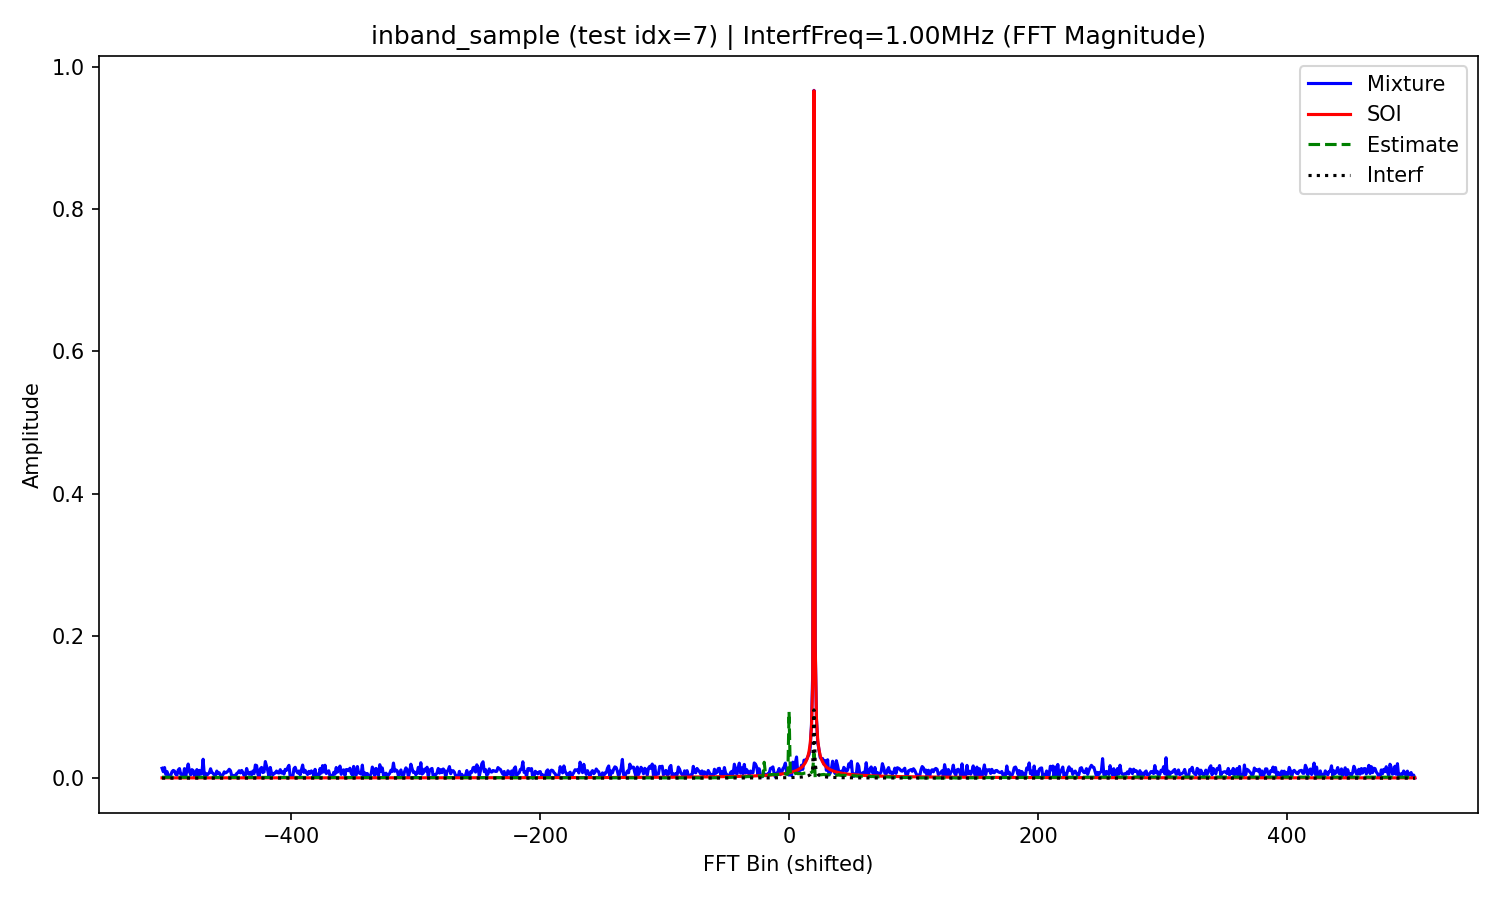 inband_sample (test idx=7) | InterfFreq=1.00MHz (FFT Magnitude)
Mixture
SOI
Estimate
Interf
1.0
0.8
0.6
0.4
0.2
0.0
Amplitude
−400
−200
0
200
400
FFT Bin (shifted)